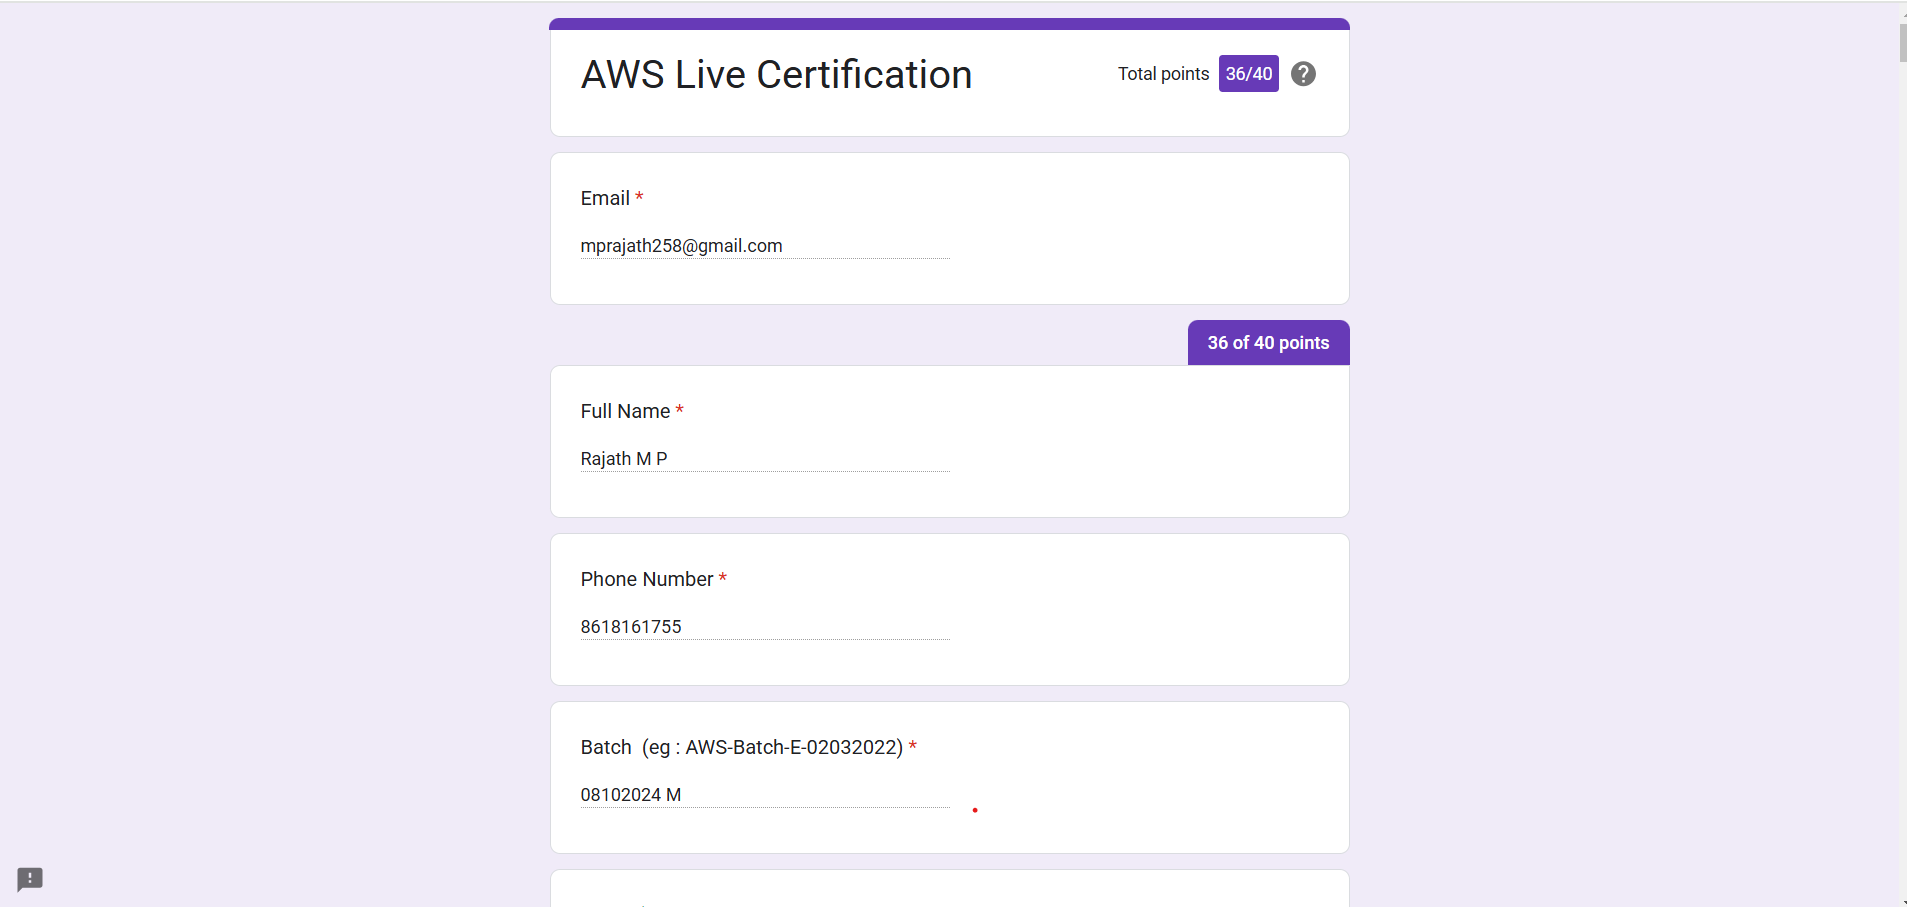 AWS Live Certification
Total points 36/40
Email *
mprajath258@gmail.com
36 of 40 points
Full Name *
Rajath M P
Phone Number *
8618161755
Batch  (eg : AWS-Batch-E-02032022) *
08102024 M